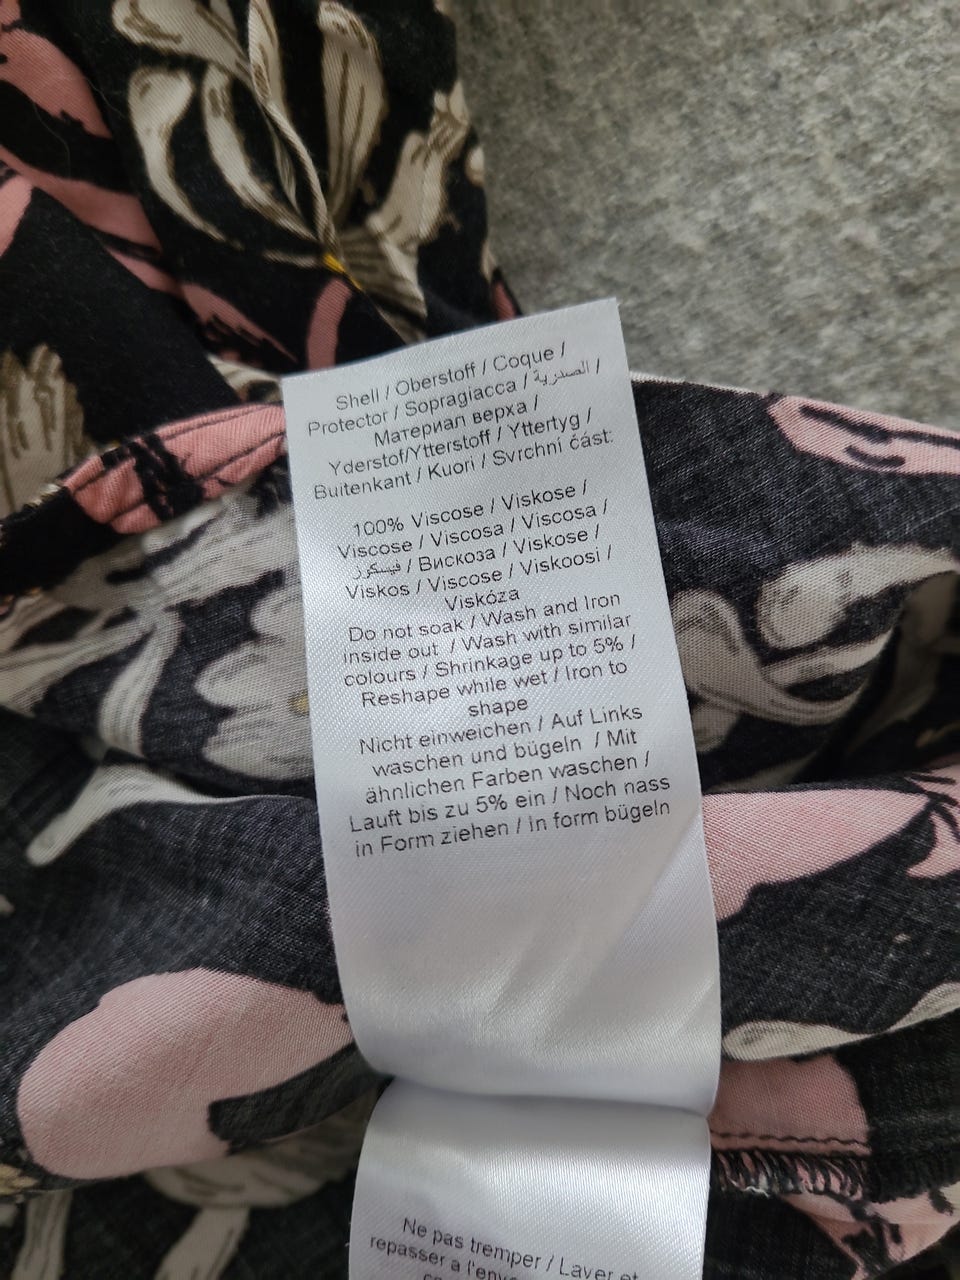 Shell / Oberstoff / Coque /
Protector / Sopragiacca / الصدرية /
Материал верха /
Yderstof/Ytterstoff / Yttertyg /
Buitenkant / Kuori / Svrchní část:
100% Viscose / Viskose /
Viscose / Viscosa / Viscosa /
فيسكوز / Вискоза / Viskose /
Viskos / Viscose / Viskoosi /
Viskóza
Do not soak / Wash and Iron
inside out / Wash with similar
colours / Shrinkage up to 5% /
Reshape while wet / Iron to
shape
Nicht einweichen / Auf Links
waschen und bügeln / Mit
ähnlichen Farben waschen /
Lauft bis zu 5% ein / Noch nass
in Form ziehen / In form bügeln
Ne pas tremper / Laver et
repasser a l'env